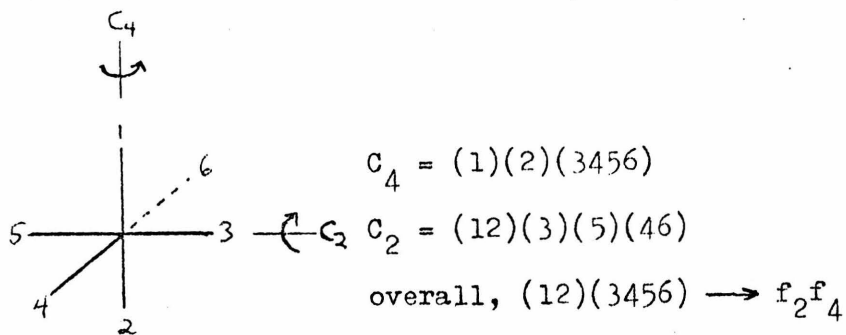 C₄
1
6
C₄ = (1)(2)(3456)
5 3 C₂ C₂ = (12)(3)(5)(46)
4
overall, (12)(3456) → f₂f₄
2